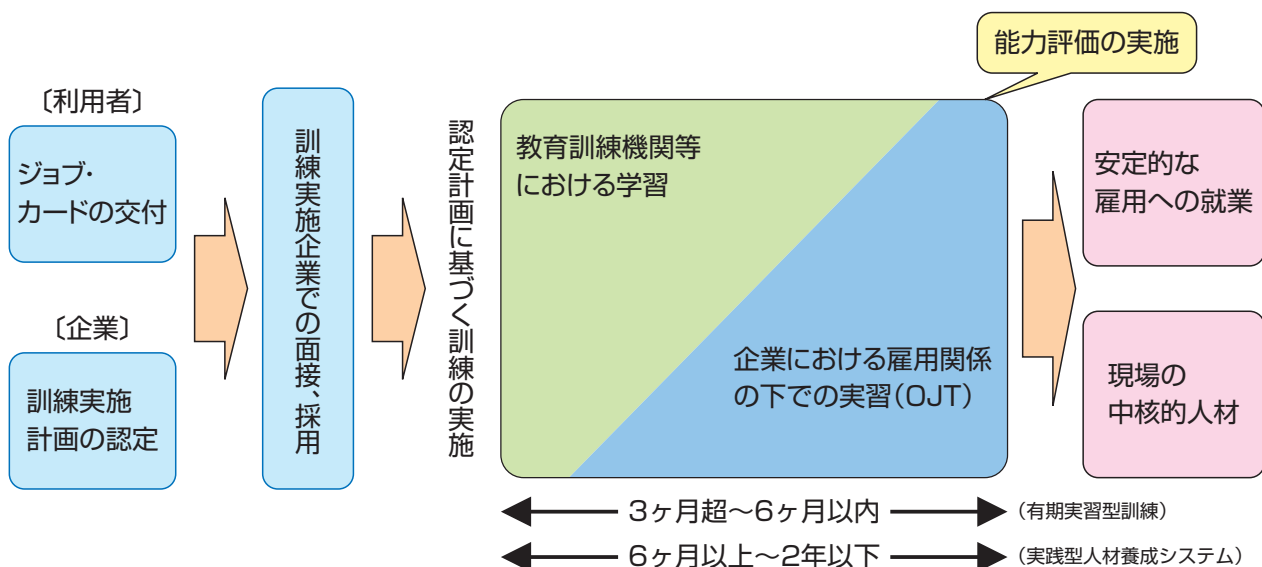 〔利用者〕
ジョブ・
カードの交付
〔企業〕
訓練実施
計画の認定
訓練実施企業での面接、採用
認定計画に基づく訓練の実施
教育訓練機関等
における学習
企業における雇用関係
の下での実習(OJT)
能力評価の実施
安定的な
雇用への就業
現場の
中核的人材
3ヶ月超～6ヶ月以内
(有期実習型訓練)
6ヶ月以上～2年以下
(実践型人材養成システム)